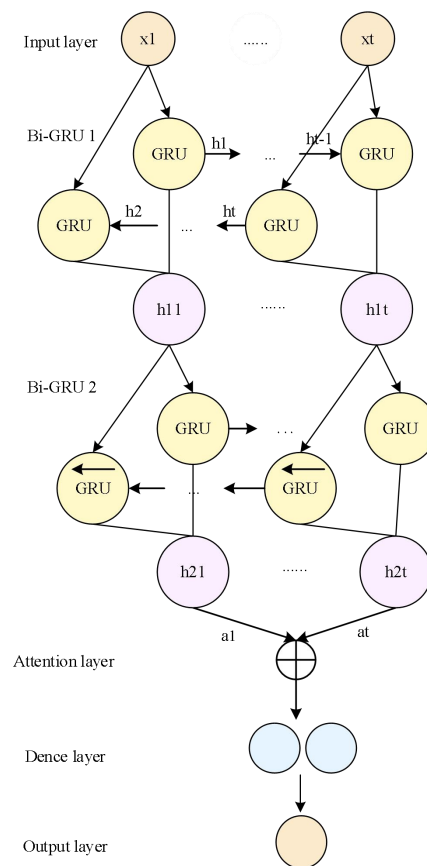 Input layer
x1
......
xt
Bi-GRU 1
GRU
h1
...
ht-1
GRU
GRU
h2
...
ht
GRU
h11
......
h1t
Bi-GRU 2
GRU
...
GRU
GRU
...
GRU
h21
......
h2t
a1
at
Attention layer
Dence layer
Output layer